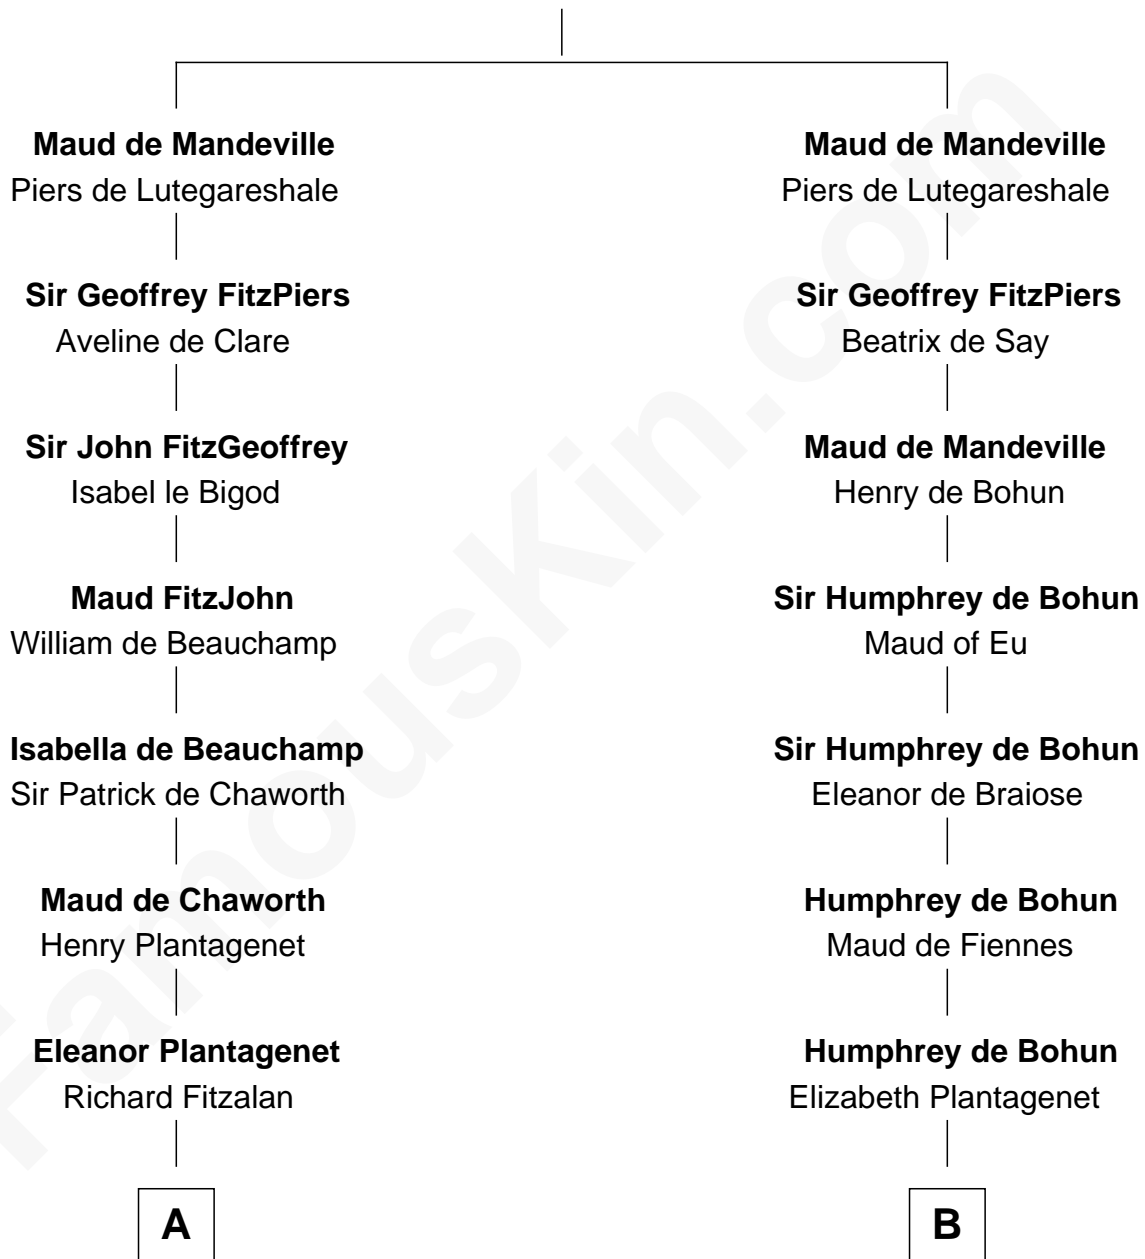 Maud de Mandeville
Piers de Lutegareshale
Sir Geoffrey FitzPiers
Aveline de Clare
Sir John FitzGeoffrey
Isabel le Bigod
Maud FitzJohn
William de Beauchamp
Isabella de Beauchamp
Sir Patrick de Chaworth
Maud de Chaworth
Henry Plantagenet
Eleanor Plantagenet
Richard Fitzalan
A
Maud de Mandeville
Piers de Lutegareshale
Sir Geoffrey FitzPiers
Beatrix de Say
Maud de Mandeville
Henry de Bohun
Sir Humphrey de Bohun
Maud of Eu
Sir Humphrey de Bohun
Eleanor de Braiose
Humphrey de Bohun
Maud de Fiennes
Humphrey de Bohun
Elizabeth Plantagenet
B
FamousKin.com